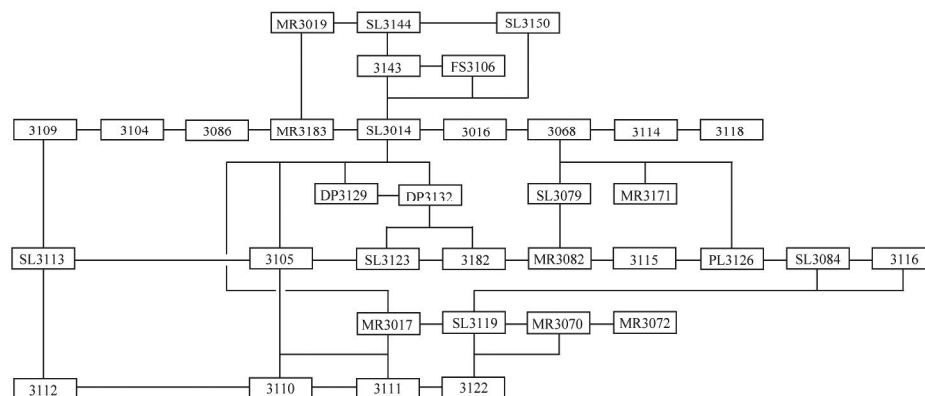 MR3019 SL3144 SL3150
3143 FS3106
3109 3104 3086 MR3183 SL3014 3016 3068 3114 3118
DP3129 DP3132 SL3079 MR3171
SL3113 3105 SL3123 3182 MR3082 3115 PL3126 SL3084 3116
MR3017 SL3119 MR3070 MR3072
3112 3110 3111 3122